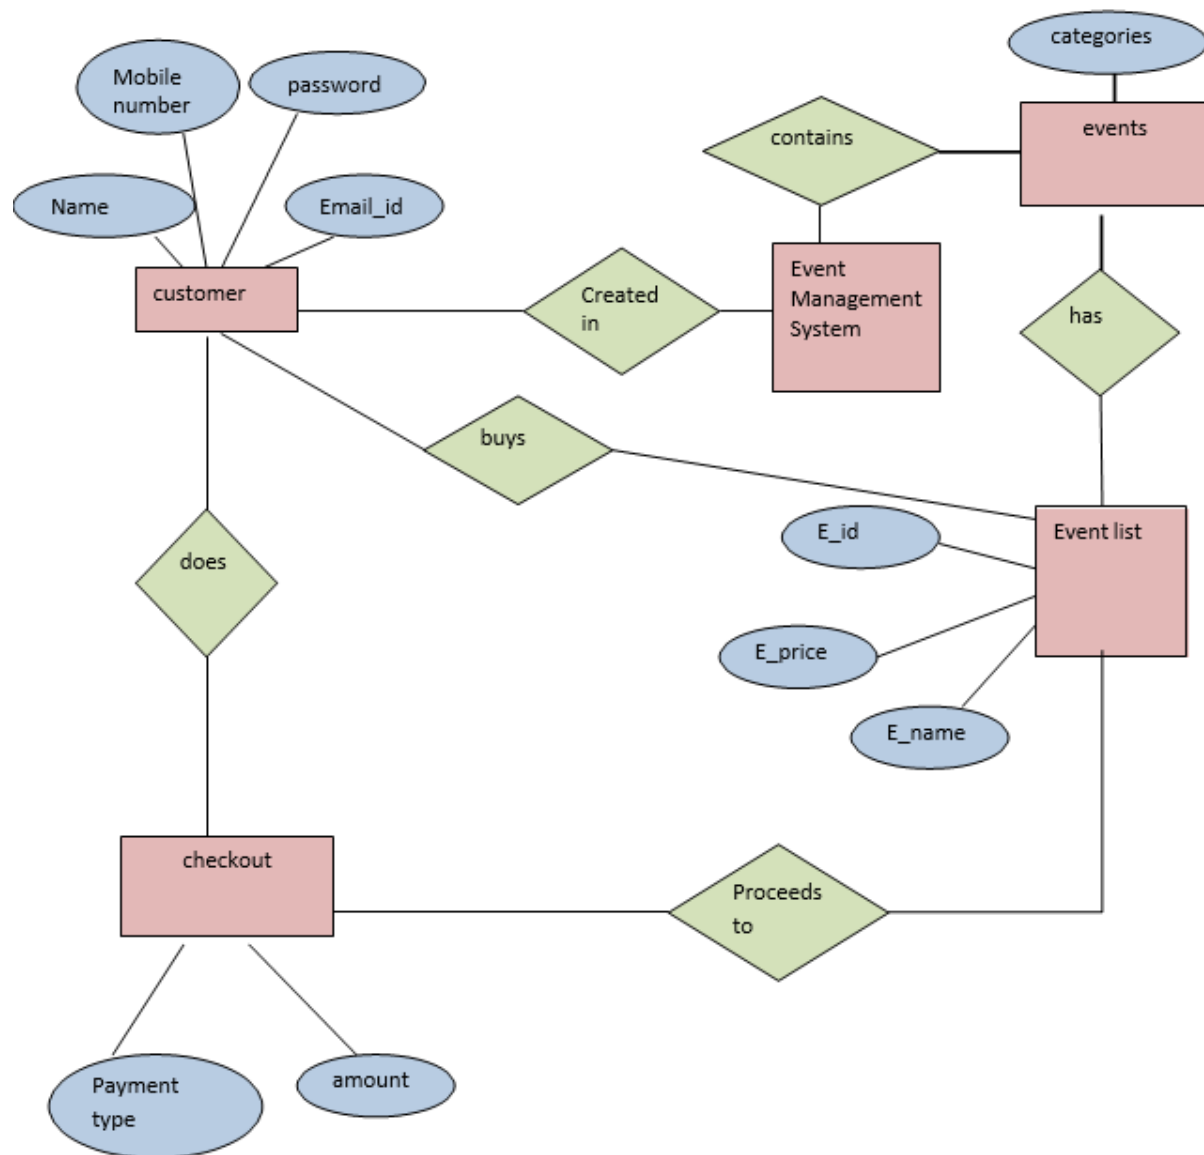 categories
Mobile
number
password
events
contains
Name
Email_id
Event
Management
System
customer
Created
in
has
buys
E_id
Event list
does
E_price
E_name
checkout
Proceeds
to
Payment
type
amount